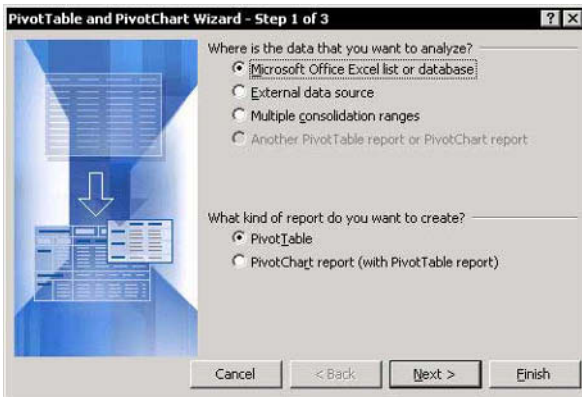 PivotTable and PivotChart Wizard - Step 1 of 3
Where is the data that you want to analyze?
Microsoft Office Excel list or database
External data source
Multiple consolidation ranges
Another PivotTable report or PivotChart report
What kind of report do you want to create?
PivotTable
PivotChart report (with PivotTable report)
Cancel < Back Next > Finish